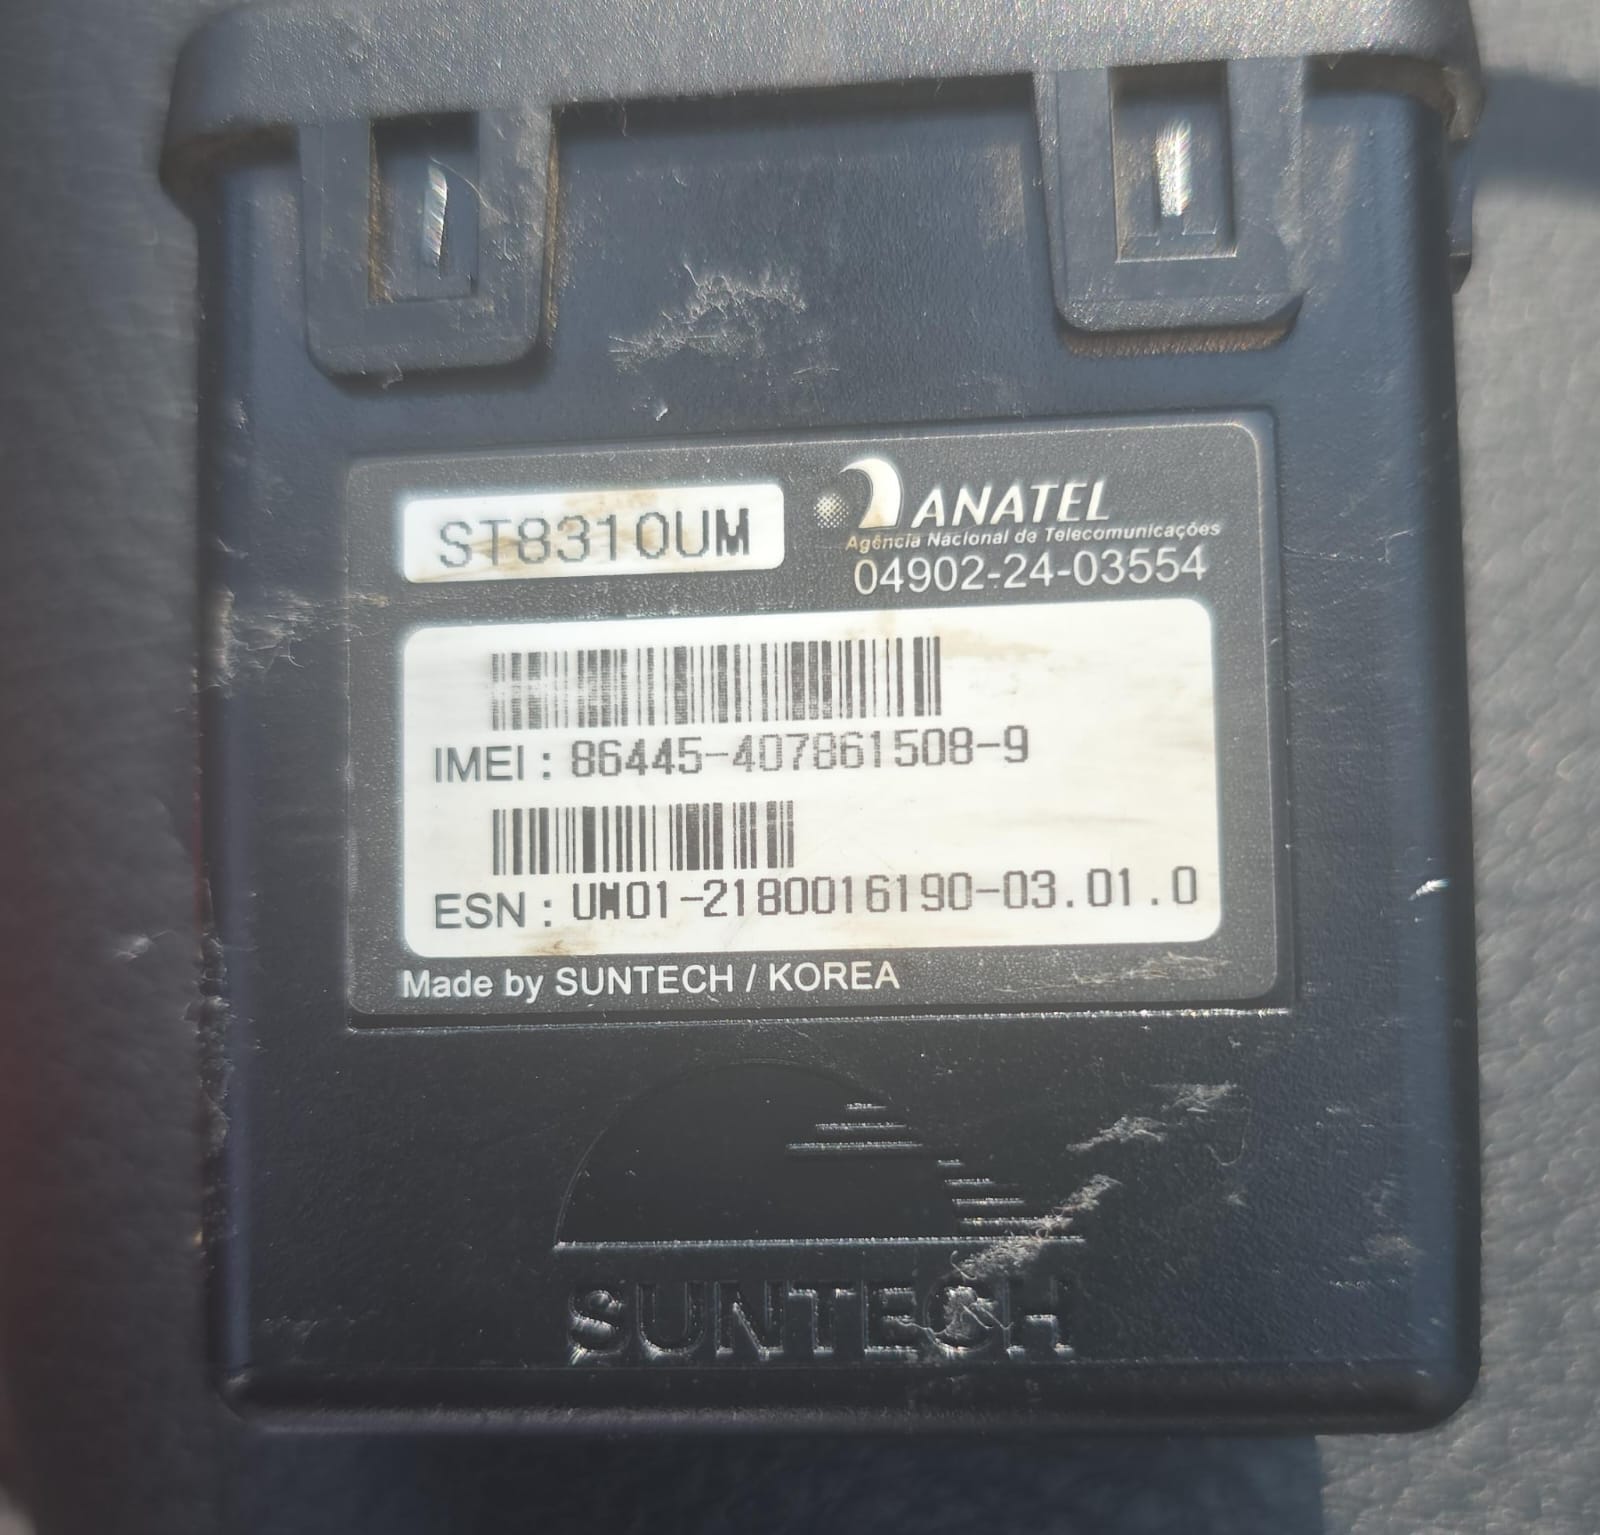 ST8310UM
ANATEL
Agência Nacional de Telecomunicações
04902-24-03554
IMEI : 86445-407861508-9
ESN : UM01-2180016190-03.01.0
Made by SUNTECH / KOREA
SUNTECH